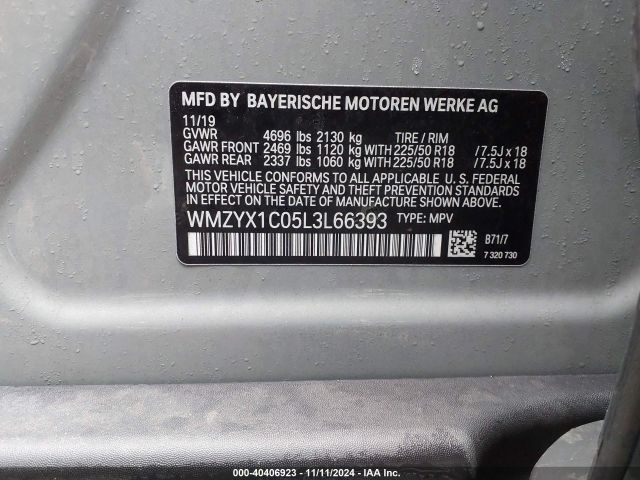 MFD BY BAYERISCHE MOTOREN WERKE AG
11/19
GVWR 4696 lbs 2130 kg TIRE / RIM
GAWR FRONT 2469 lbs 1120 kg WITH 225/50 R18 / 7.5J x 18
GAWR REAR 2337 lbs 1060 kg WITH 225/50 R18 / 7.5J x 18
THIS VEHICLE CONFORMS TO ALL APPLICABLE U. S. FEDERAL
MOTOR VEHICLE SAFETY AND THEFT PREVENTION STANDARDS
IN EFFECT ON THE DATE OF MANUFACTURE SHOWN ABOVE.
WMZYX1C05L3L66393 TYPE: MPV
B71/7
7 320 730
000-40406923 - 11/11/2024 - IAA Inc.